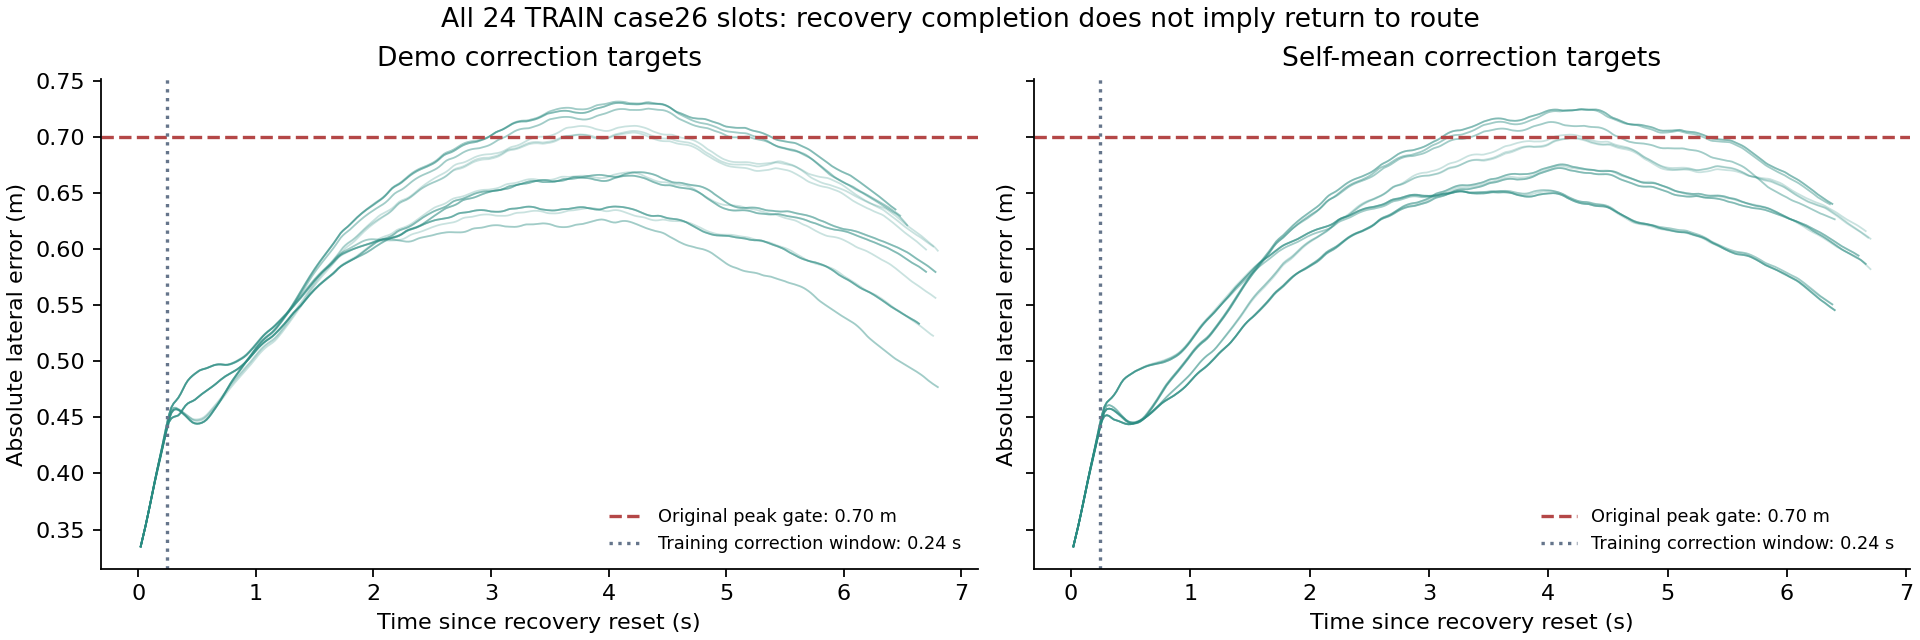 All 24 TRAIN case26 slots: recovery completion does not imply return to route
Demo correction targets
Absolute lateral error (m)
0.75
0.70
0.65
0.60
0.55
0.50
0.45
0.40
0.35
Original peak gate: 0.70 m
Training correction window: 0.24 s
0 1 2 3 4 5 6 7
Time since recovery reset (s)
Self-mean correction targets
Absolute lateral error (m)
Original peak gate: 0.70 m
Training correction window: 0.24 s
0 1 2 3 4 5 6 7
Time since recovery reset (s)